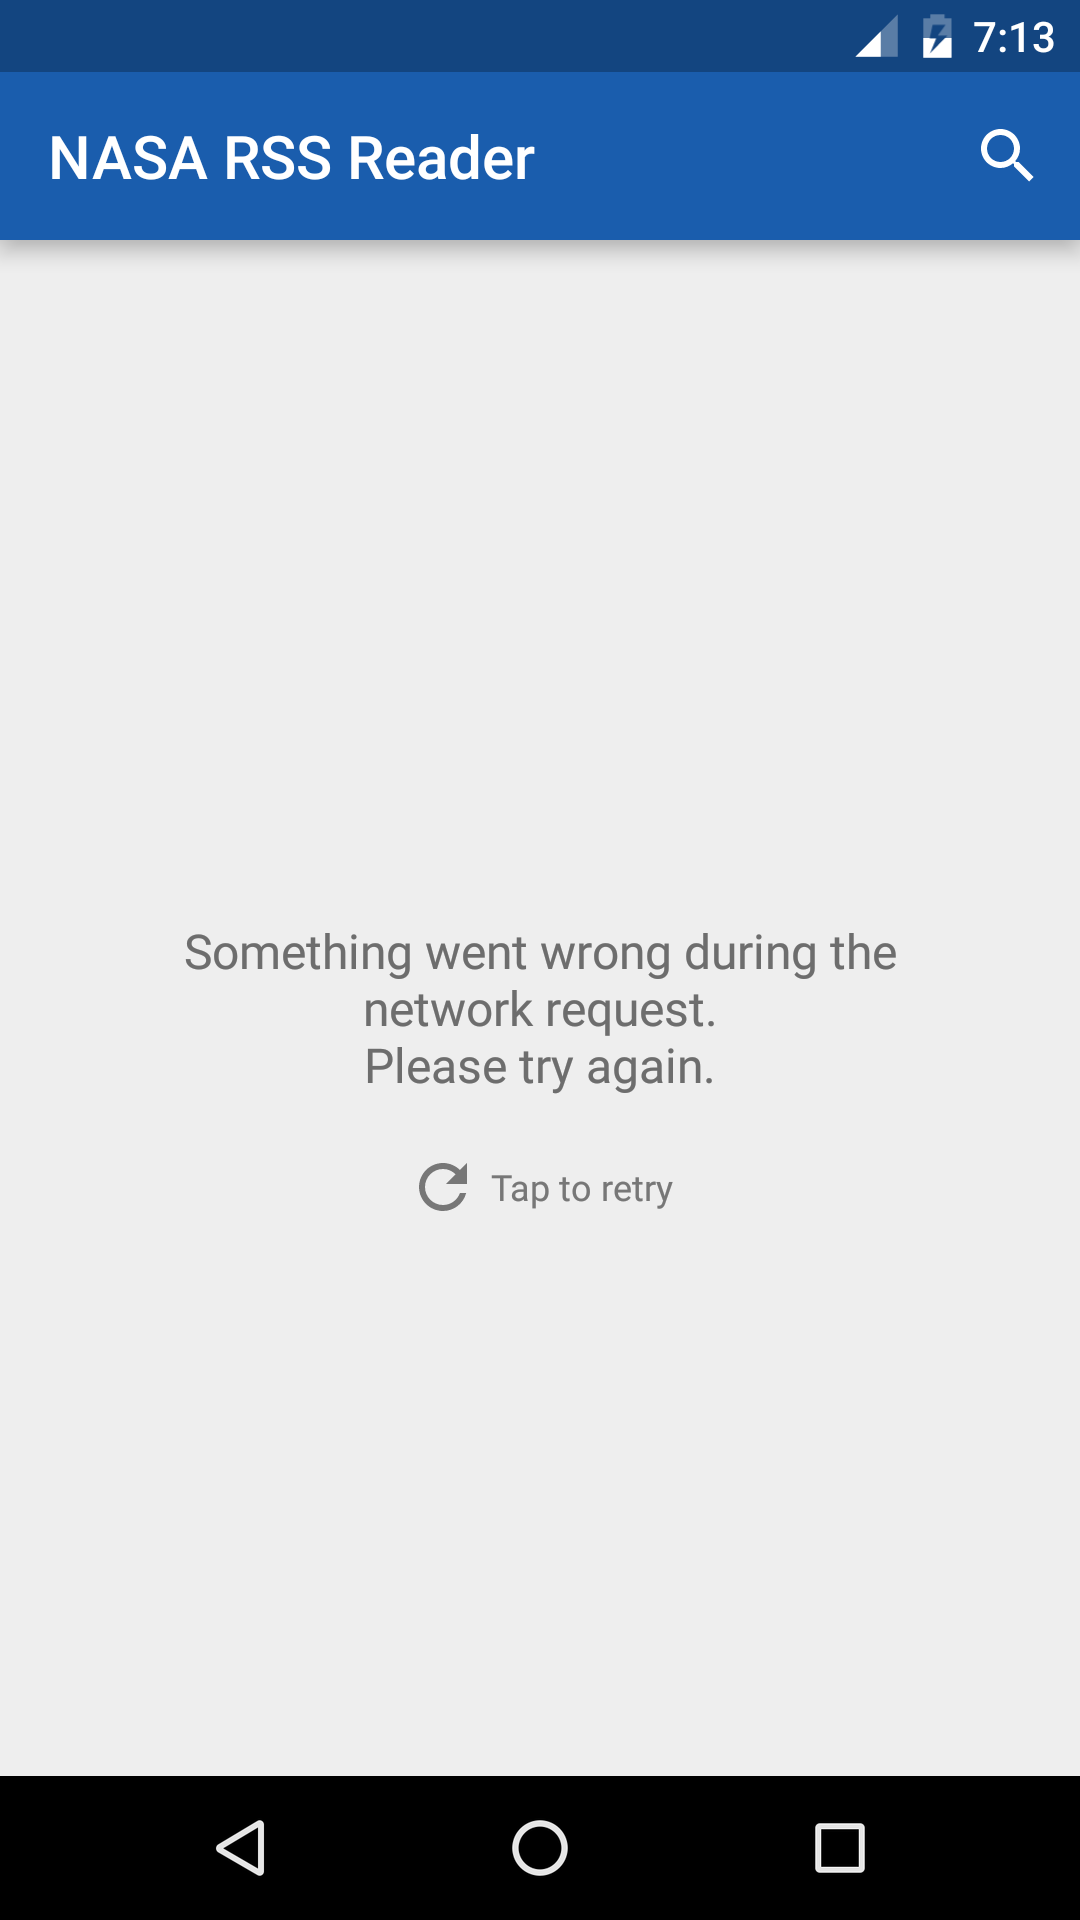 7:13
NASA RSS Reader
Something went wrong during the
network request.
Please try again.
Tap to retry